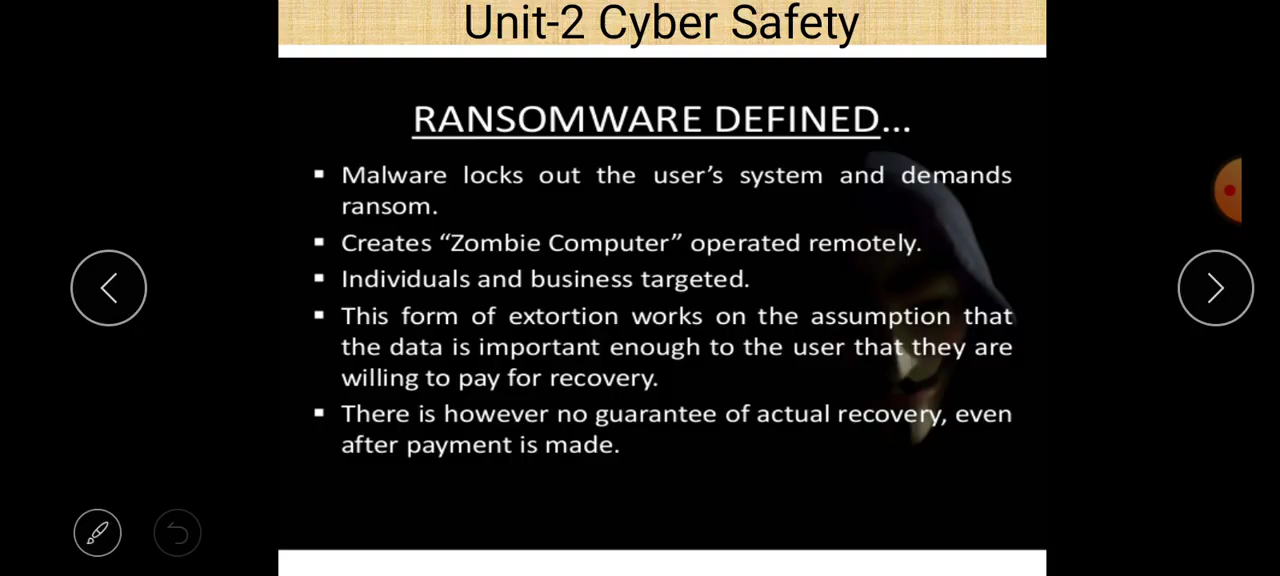 Unit-2 Cyber Safety
RANSOMWARE DEFINED...
▪ Malware locks out the user's system and demands
ransom.
▪ Creates “Zombie Computer” operated remotely.
▪ Individuals and business targeted.
▪ This form of extortion works on the assumption that
the data is important enough to the user that they are
willing to pay for recovery.
▪ There is however no guarantee of actual recovery, even
after payment is made.